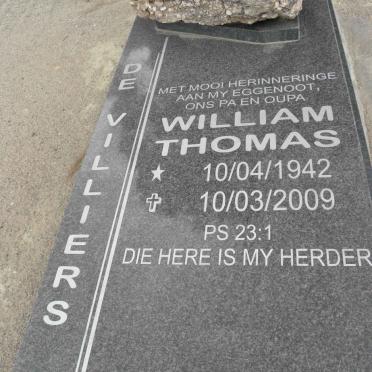 DE VILLIERS
MET MOOI HERINNERINGE
AAN MY EGGENOOT,
ONS PA EN OUPA
WILLIAM
THOMAS
10/04/1942
10/03/2009
PS 23:1
DIE HERE IS MY HERDER